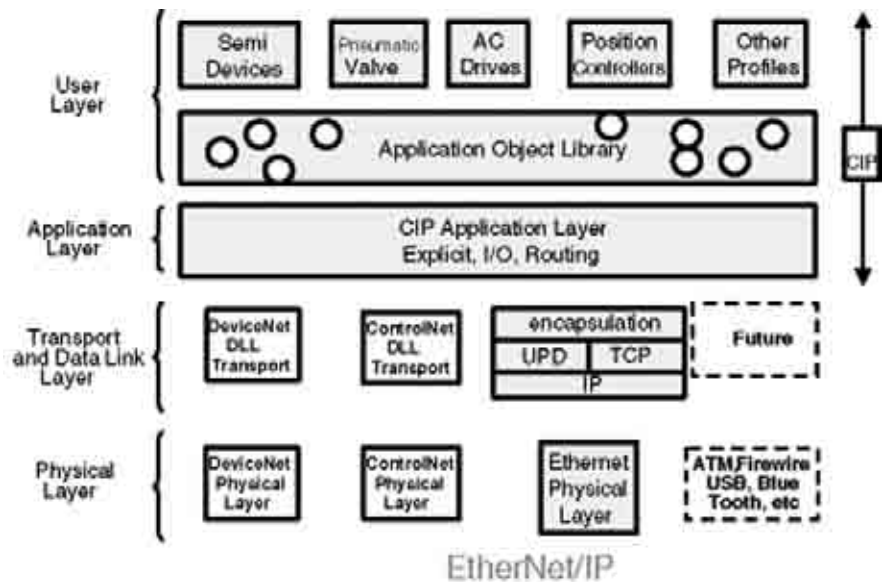 Semi
Devices
Pneumatic
Valve
AC
Drives
Position
Controllers
Other
Profiles
User
Layer
Application Object Library
CIP
Application
Layer
CIP Application Layer
Explicit, I/O, Routing
Transport
and Data Link
Layer
DeviceNet
DLL
Transport
ControlNet
DLL
Transport
encapsulation
UPD
TCP
IP
Future
Physical
Layer
DeviceNet
Physical
Layer
ControlNet
Physical
Layer
Ethernet
Physical
Layer
ATM,Firewire
USB, Blue
Tooth, etc
EtherNet/IP